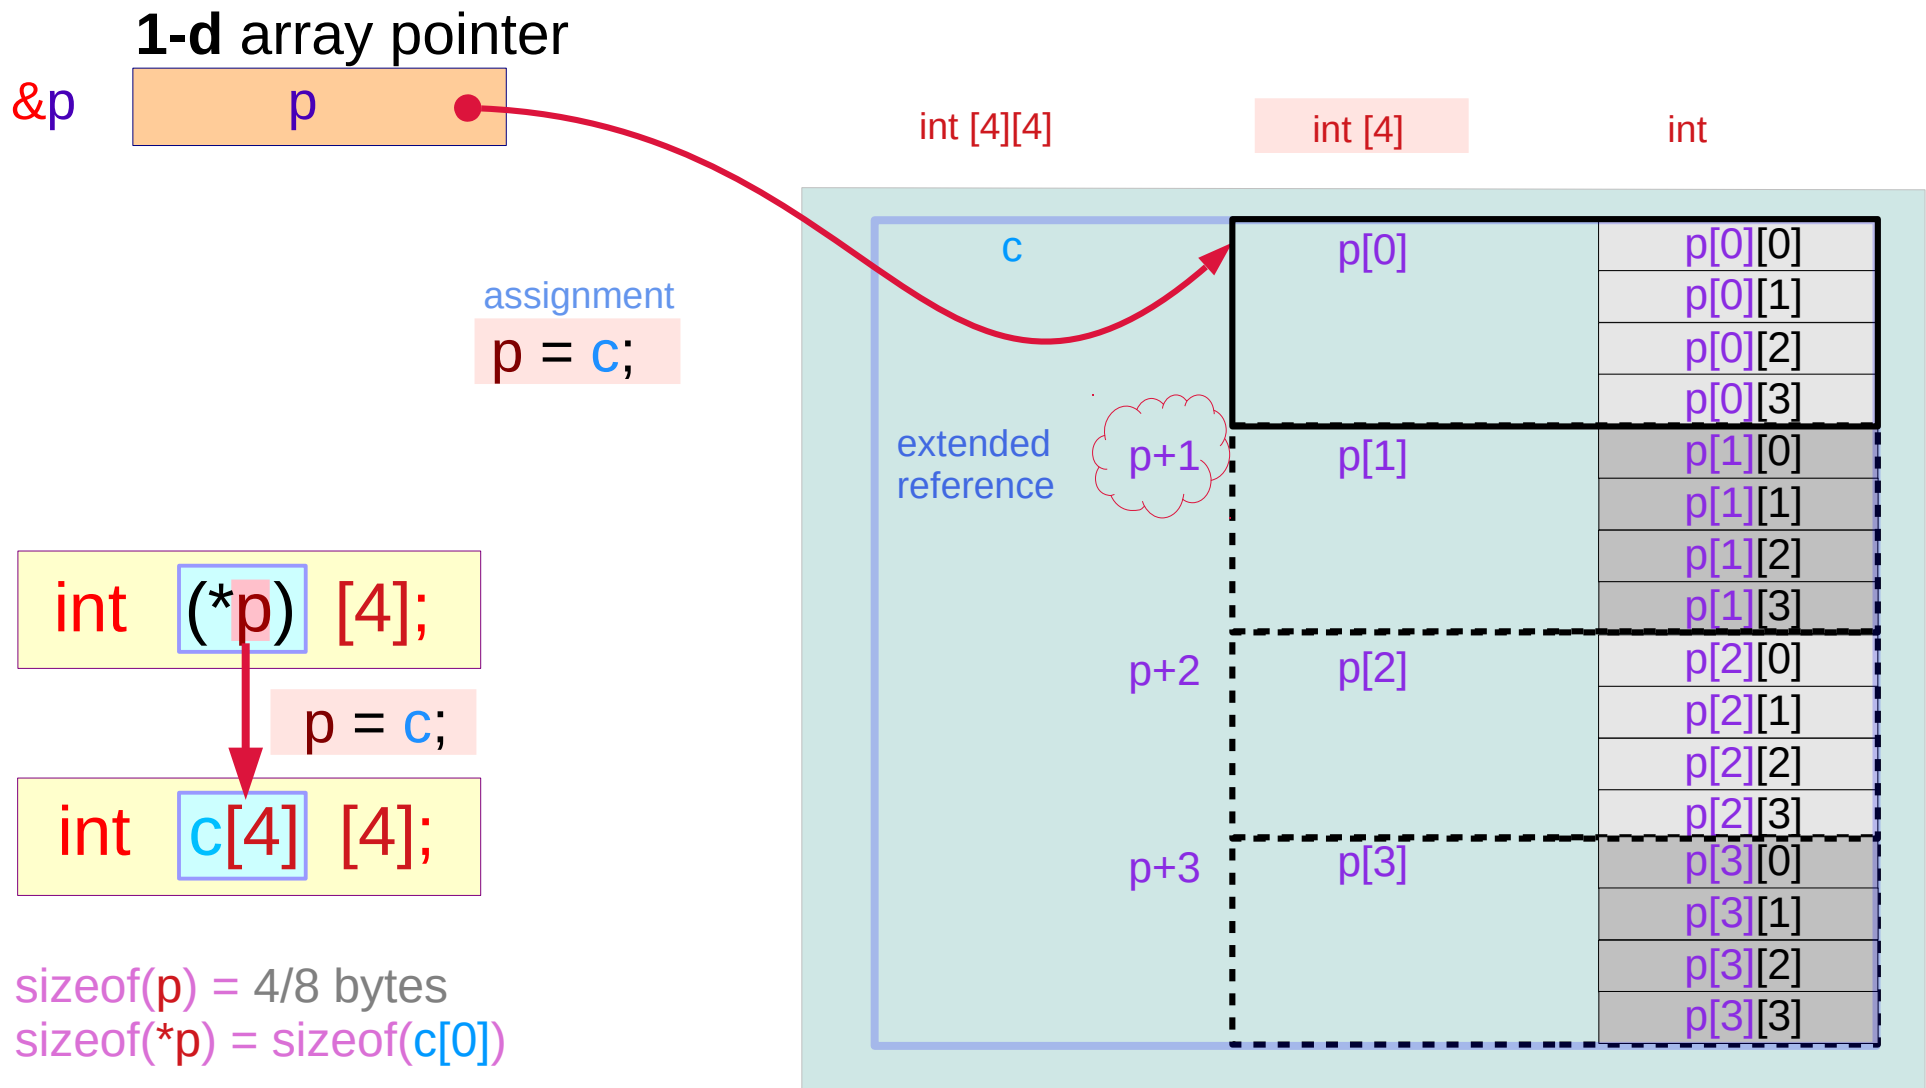 1-d array pointer
&p
p
int [4][4]
int [4]
int
assignment
p = c;
c
extended
reference
p[0]
p[0][0]
p[0][1]
p[0][2]
p[0][3]
p+1
p[1]
p[1][0]
p[1][1]
p[1][2]
p[1][3]
p+2
p[2]
p[2][0]
p[2][1]
p[2][2]
p[2][3]
p+3
p[3]
p[3][0]
p[3][1]
p[3][2]
p[3][3]
int (*p) [4];
p = c;
int c[4] [4];
sizeof(p) = 4/8 bytes
sizeof(*p) = sizeof(c[0])